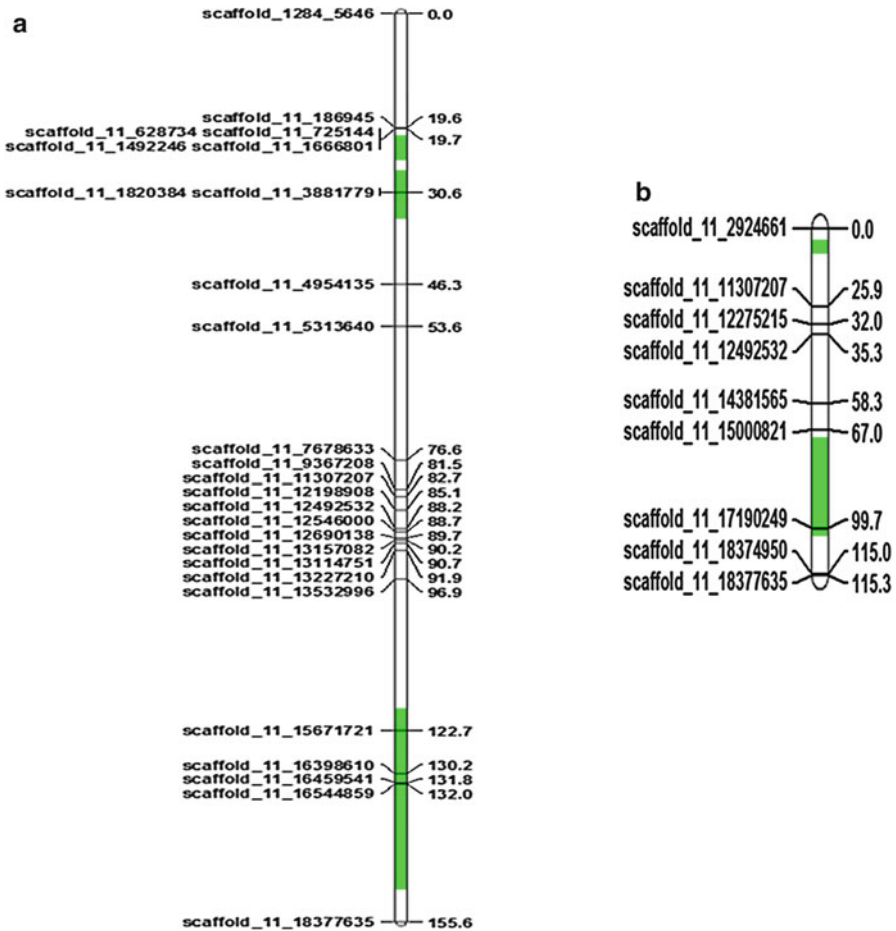 a
scaffold_1284_5646 0.0
scaffold_11_186945 19.6
scaffold_11_628734 scaffold_11_725144 19.7
scaffold_11_1492246 scaffold_11_1666801
scaffold_11_1820384 scaffold_11_3881779 30.6
scaffold_11_4954135 46.3
scaffold_11_5313640 53.6
scaffold_11_7678633 76.6
scaffold_11_9367208 81.5
scaffold_11_11307207 82.7
scaffold_11_12198908 85.1
scaffold_11_12492532 88.2
scaffold_11_12546000 88.7
scaffold_11_12690138 89.7
scaffold_11_13157082 90.2
scaffold_11_13114751 90.7
scaffold_11_13227210 91.9
scaffold_11_13532996 96.9
scaffold_11_15671721 122.7
scaffold_11_16398610 130.2
scaffold_11_16459541 131.8
scaffold_11_16544859 132.0
scaffold_11_18377635 155.6
b
scaffold_11_2924661 0.0
scaffold_11_11307207 25.9
scaffold_11_12275215 32.0
scaffold_11_12492532 35.3
scaffold_11_14381565 58.3
scaffold_11_15000821 67.0
scaffold_11_17190249 99.7
scaffold_11_18374950 115.0
scaffold_11_18377635 115.3